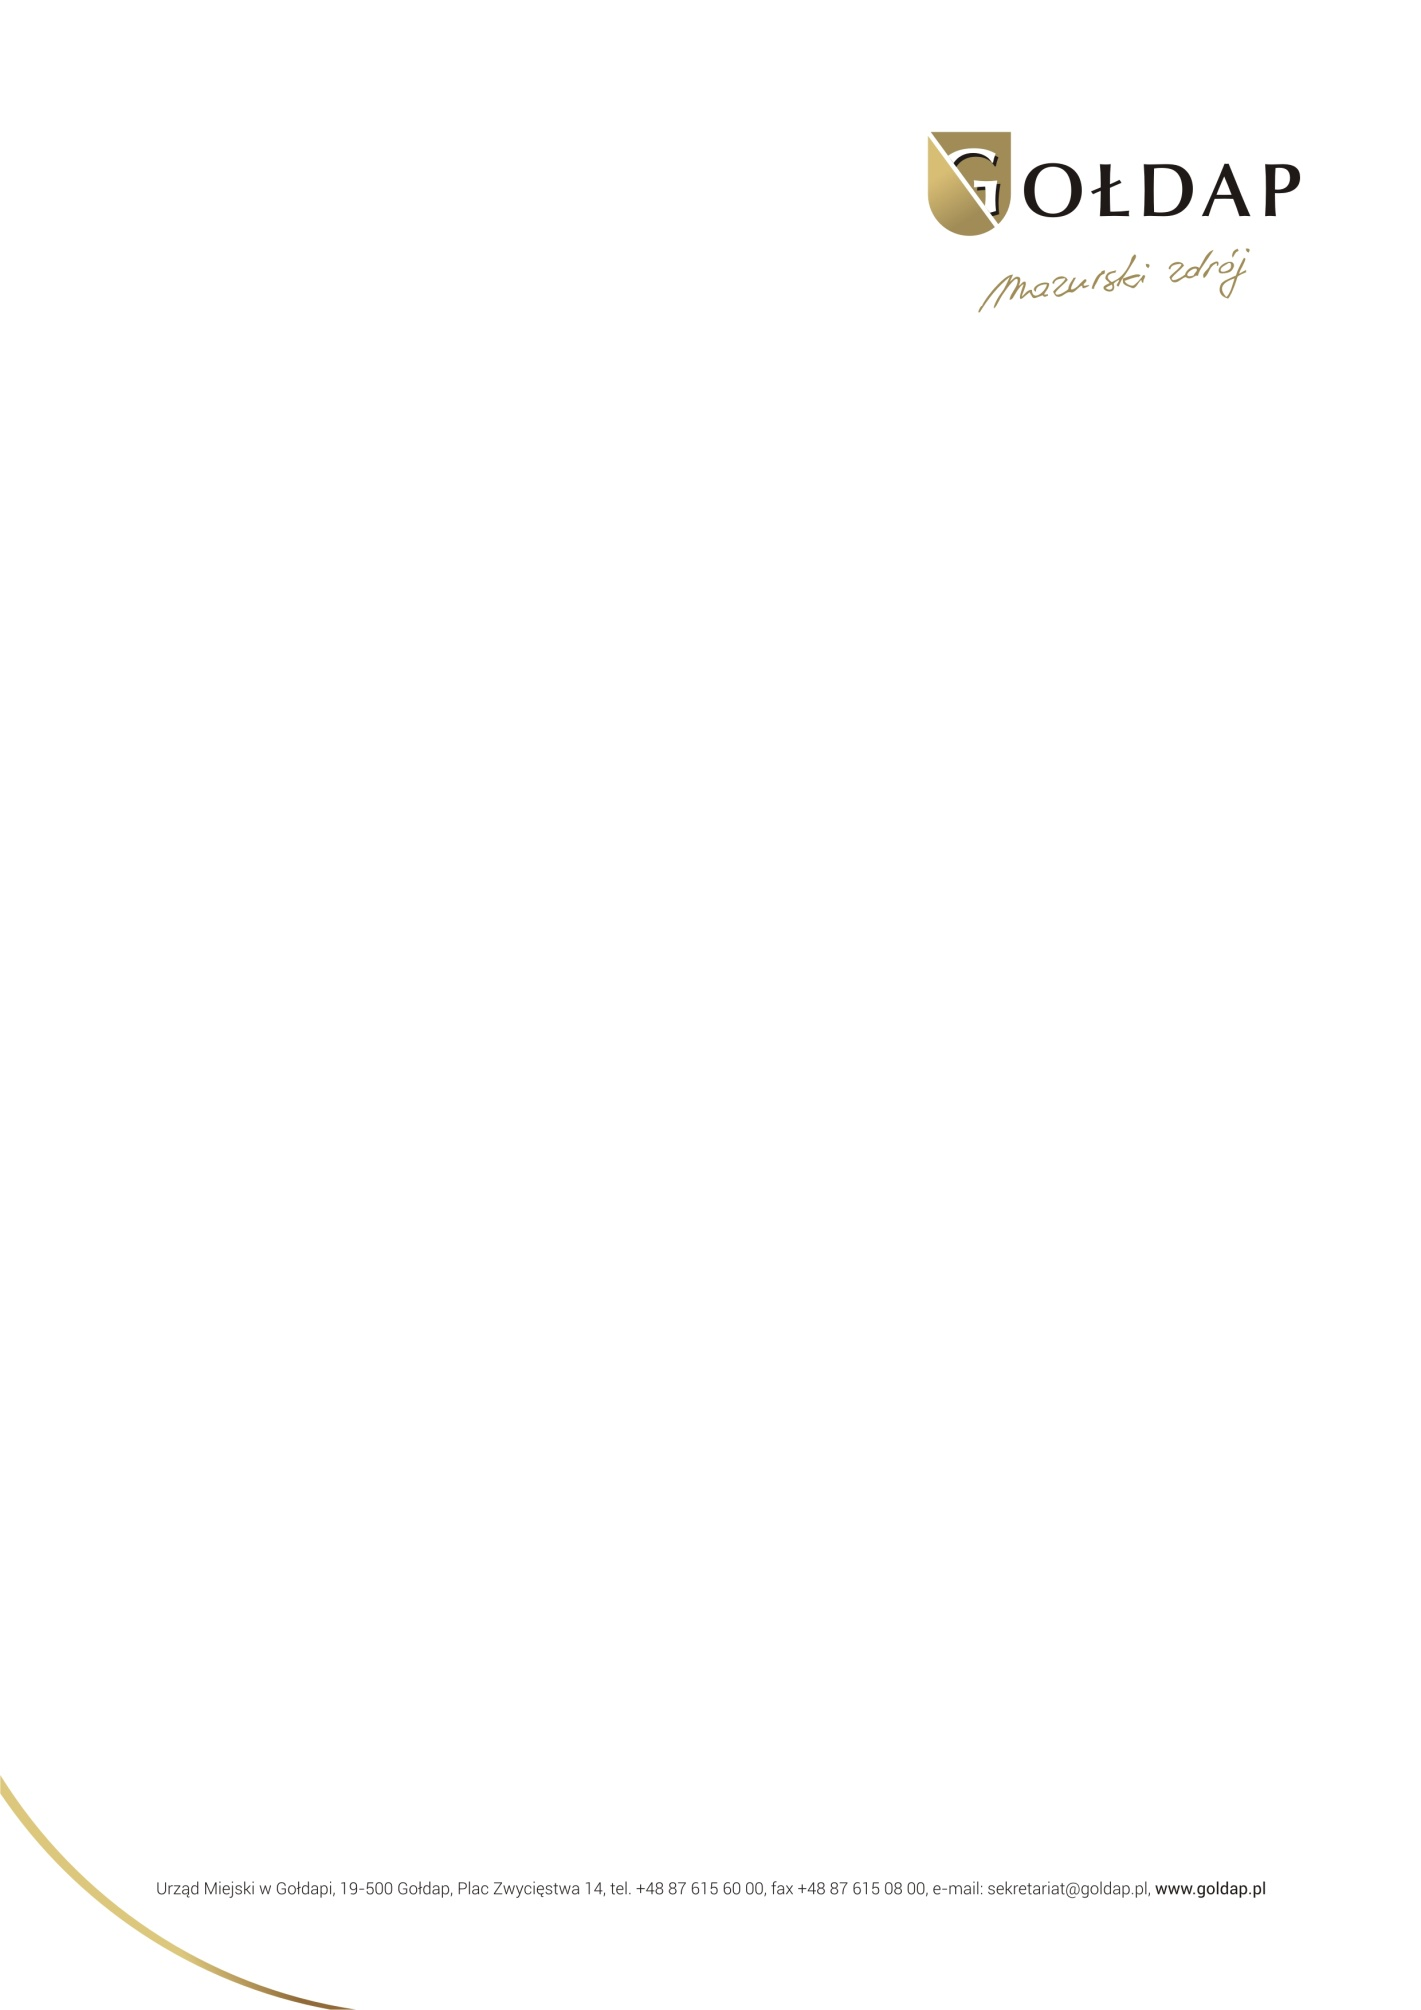 GOŁDAP
mazurski zdrój
Urząd Miejski w Gołdapi, 19-500 Gołdap, Plac Zwycięstwa 14, tel. +48 87 615 60 00, fax +48 87 615 08 00, e-mail: sekretariat@goldap.pl, www.goldap.pl